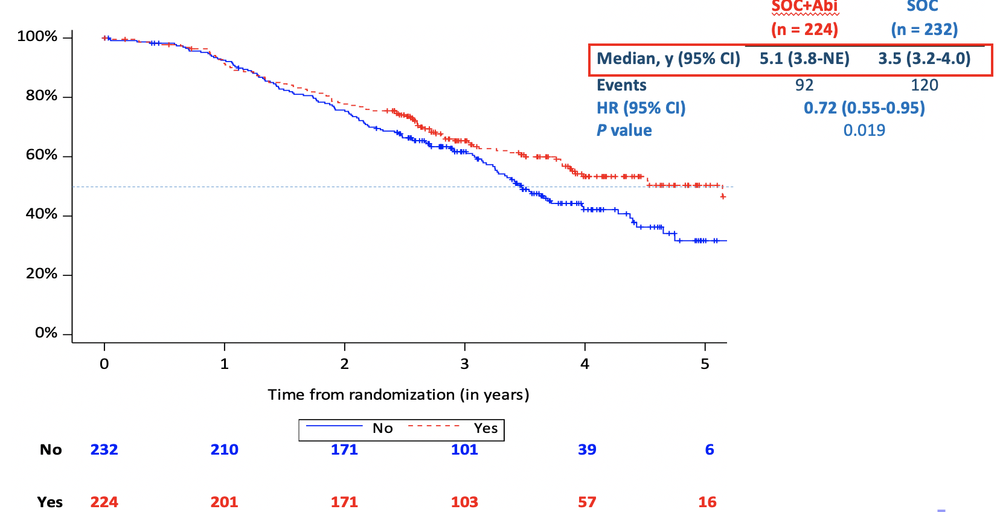 SOC+Abi SOC
(n = 224) (n = 232)
Median, y (95% CI) 5.1 (3.8-NE) 3.5 (3.2-4.0)
Events 92 120
HR (95% CI) 0.72 (0.55-0.95)
P value 0.019
100%
80%
60%
40%
20%
0%
0 1 2 3 4 5
Time from randomization (in years)
No Yes
No 232 210 171 101 39 6
Yes 224 201 171 103 57 16